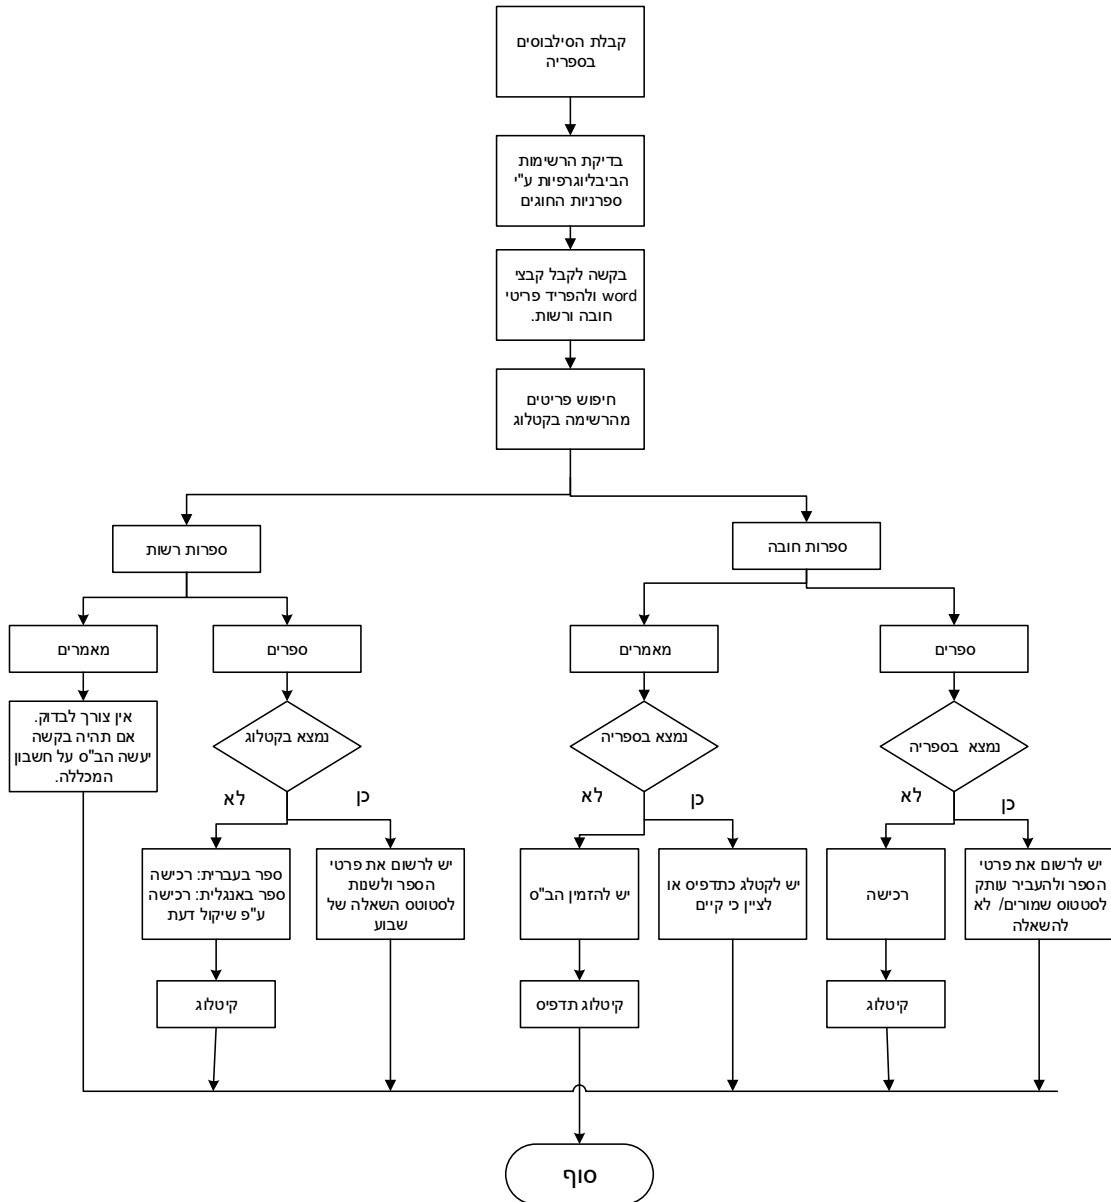 קבלת הסילבוסים
בספריה
בדיקת הרשימות
הביבליוגרפיות ע"י
ספרניות החוגים
בקשה לקבל קבצי
word ולהפריד פריטי
חובה ורשות.
חיפוש פריטים
מהרשימה בקטלוג
ספרות חובה
ספרות רשות
ספרים
מאמרים
ספרים
מאמרים
נמצא בספריה
נמצא בספריה
נמצא בקטלוג
אין צורך לבדוק.
אם תהיה בקשה
יעשה הב"ס על חשבון
המכללה.
כן
לא
כן
לא
כן
לא
יש לרשום את פרטי
הספר ולהעביר עותק
לסטטוס שמורים/ לא
להשאלה
רכישה
יש לקטלג כתדפיס או
לציין כי קיים
יש להזמין הב"ס
יש לרשום את פרטי
הספר ולשנות
לסטוטס השאלה של
שבוע
ספר בעברית: רכישה
ספר באנגלית: רכישה
ע"פ שיקול דעת
קיטלוג
קיטלוג תדפיס
קיטלוג
סוף